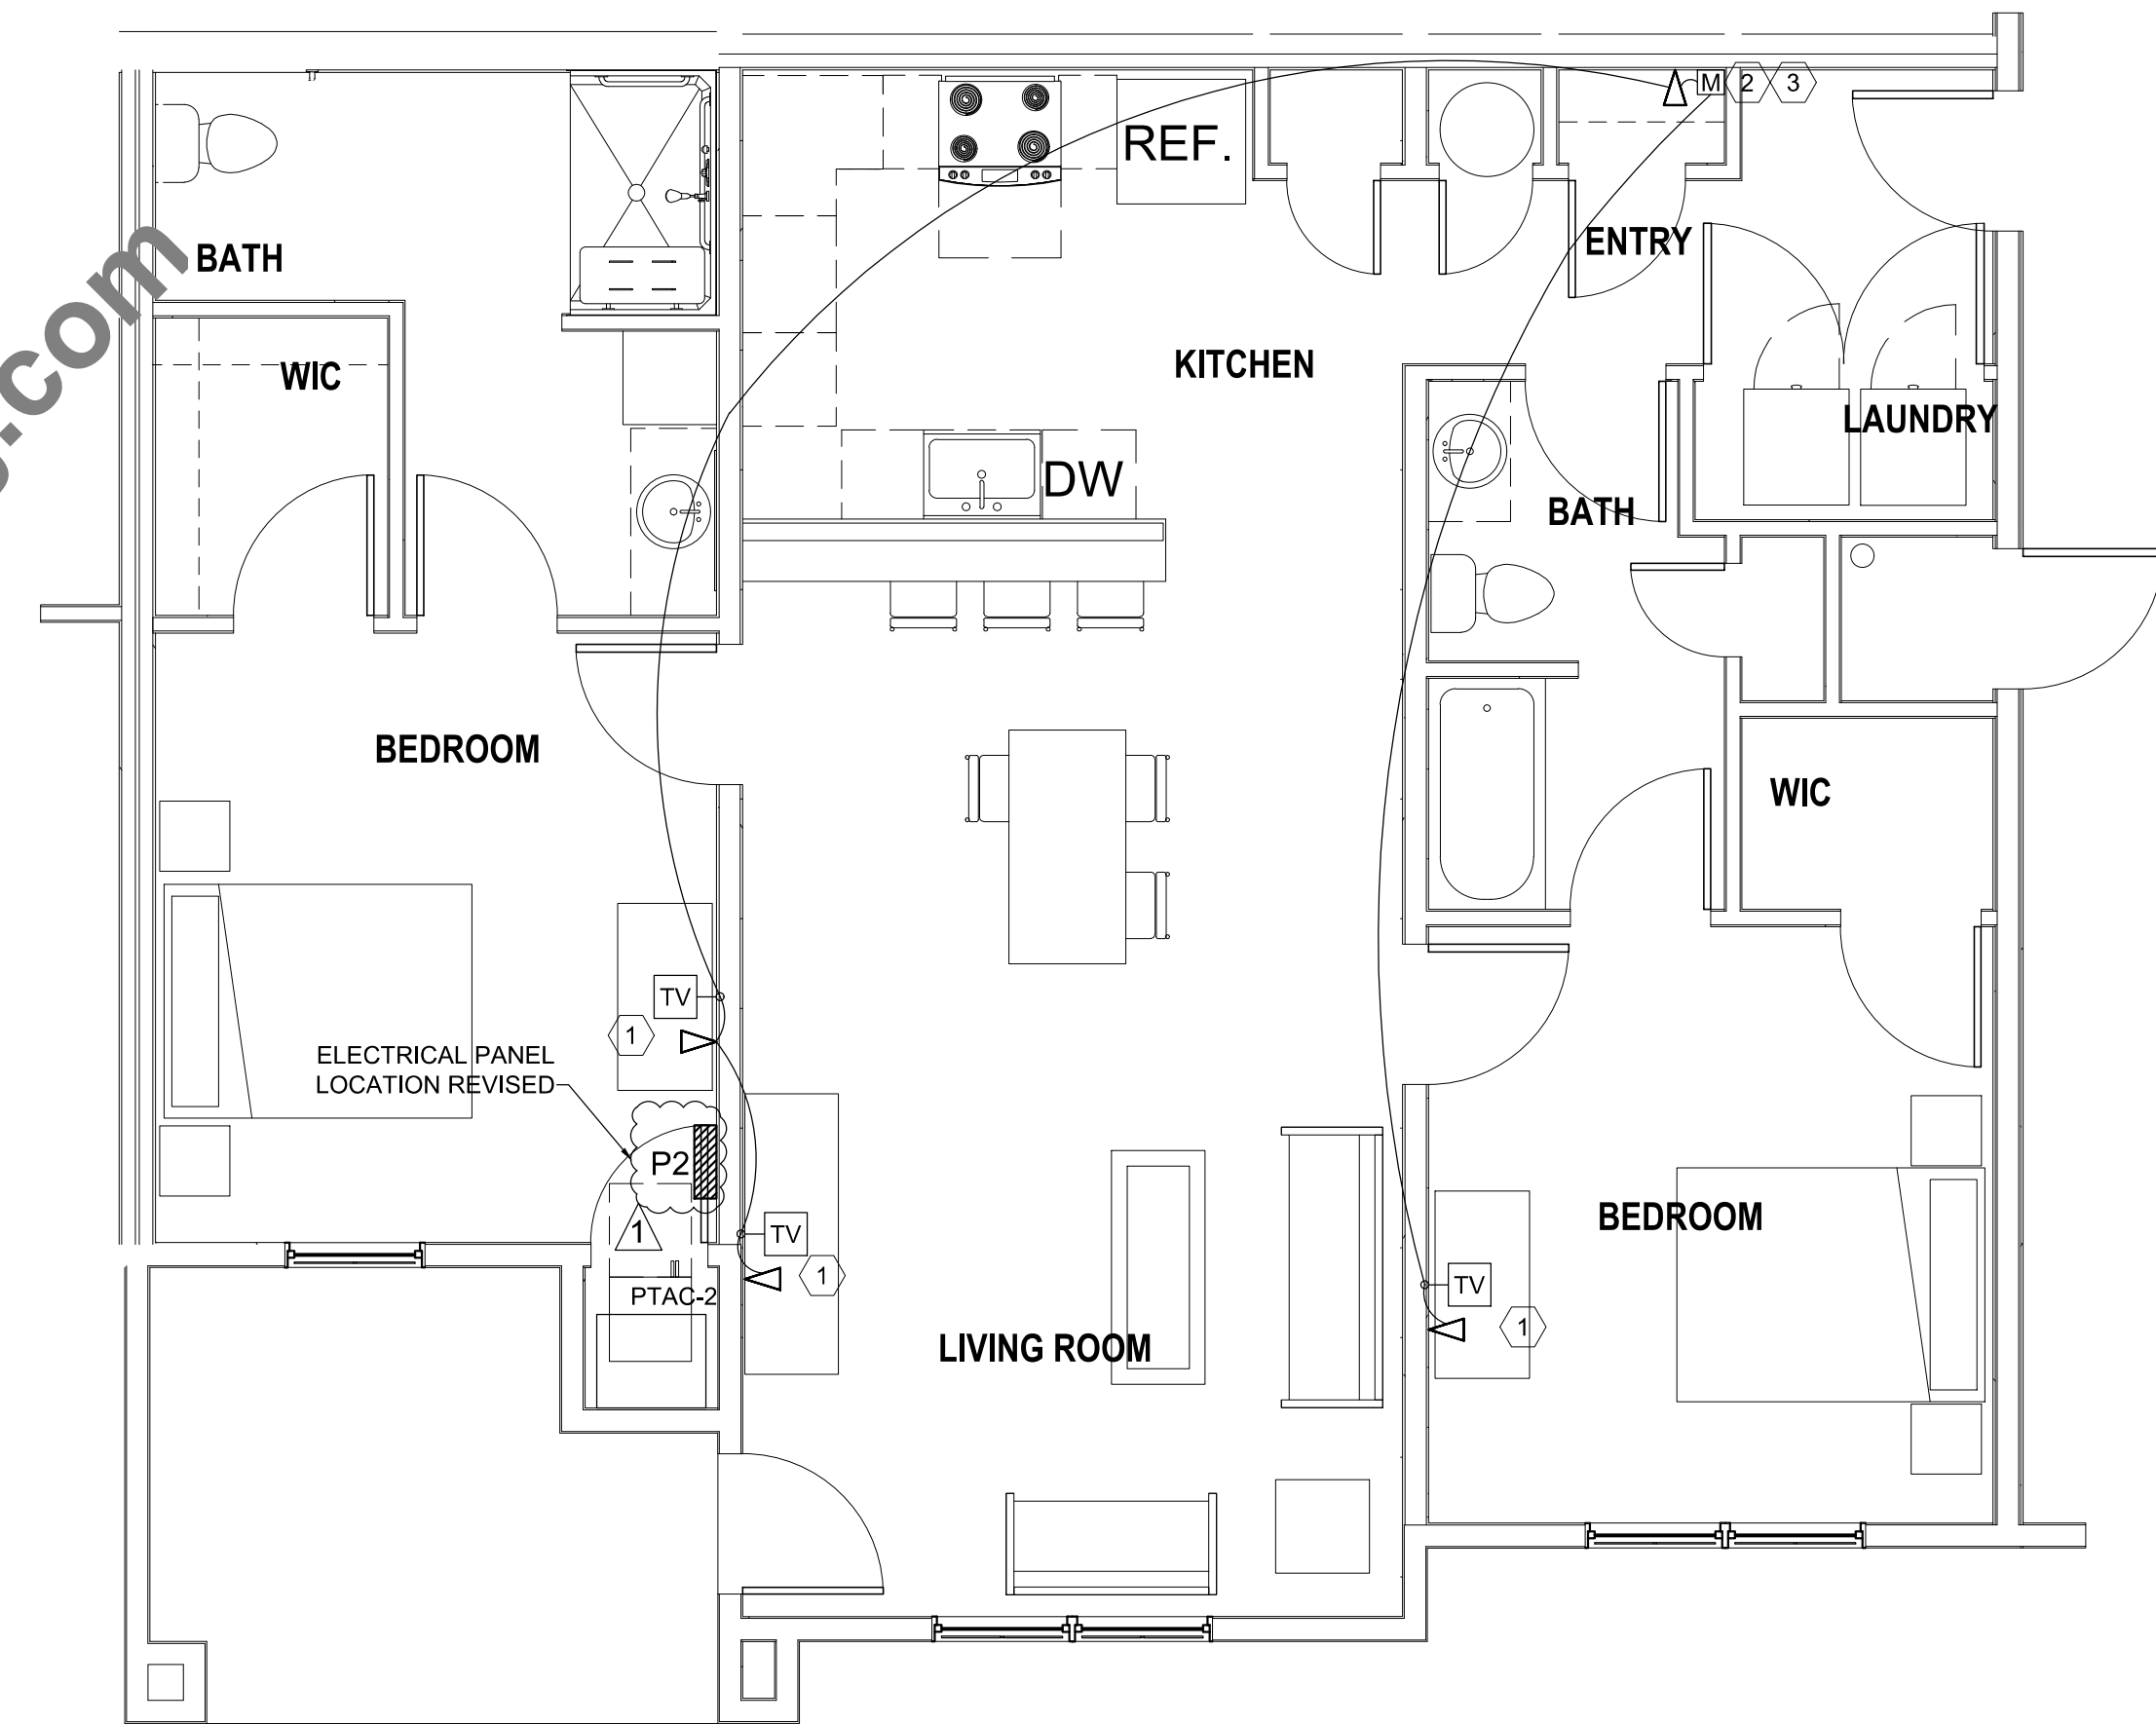 M 2 3
REF.
ENTRY
BATH
.com
KITCHEN
WIC
LAUNDRY
DW
BATH
BEDROOM
WIC
TV
1
ELECTRICAL PANEL
LOCATION REVISED
P2
1
TV
1
PTAC-2
BEDROOM
TV
1
LIVING ROOM